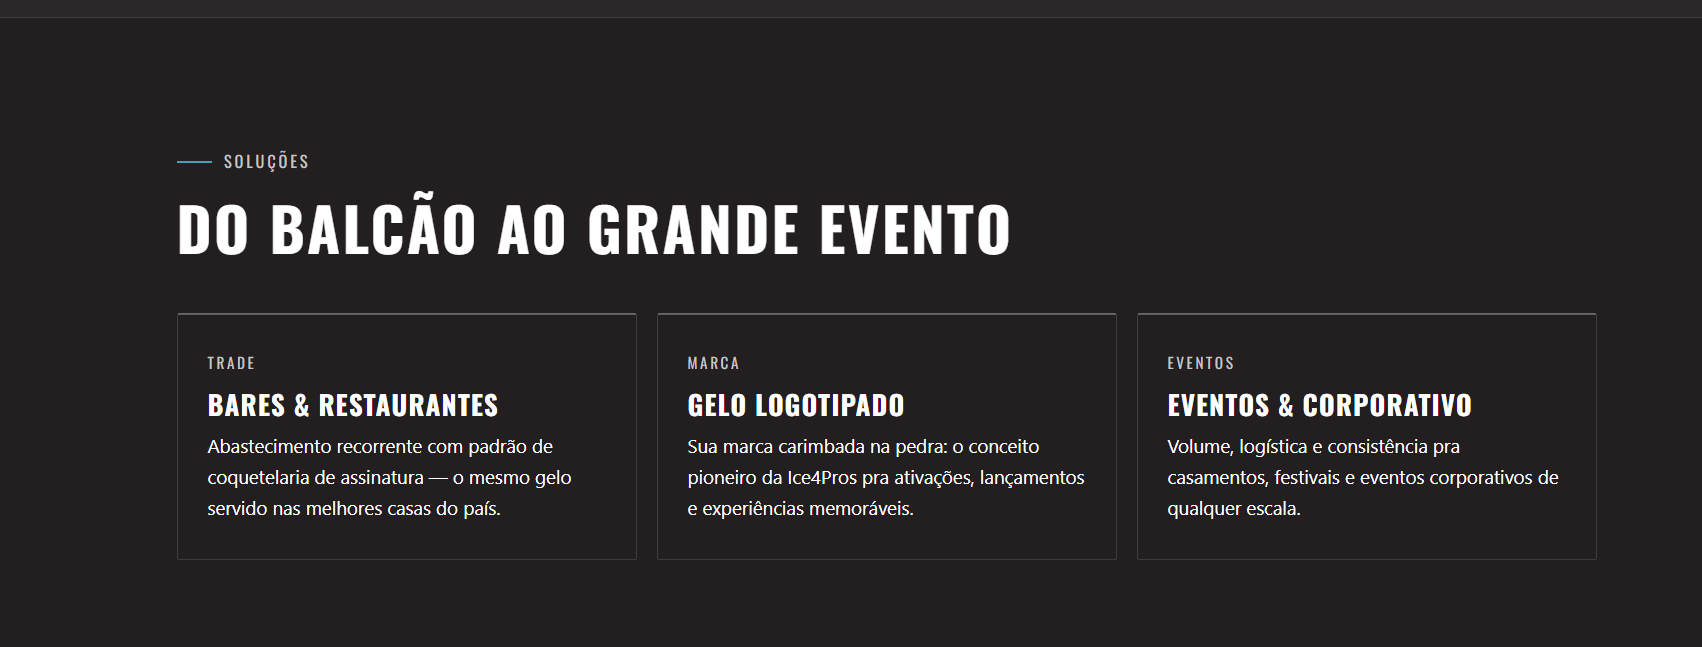 SOLUÇÕES
DO BALCÃO AO GRANDE EVENTO
TRADE
BARES & RESTAURANTES
Abastecimento recorrente com padrão de
coquetelaria de assinatura — o mesmo gelo
servido nas melhores casas do país.
MARCA
GELO LOGOTIPADO
Sua marca carimbada na pedra: o conceito
pioneiro da Ice4Pros pra ativações, lançamentos
e experiências memoráveis.
EVENTOS
EVENTOS & CORPORATIVO
Volume, logística e consistência pra
casamentos, festivais e eventos corporativos de
qualquer escala.